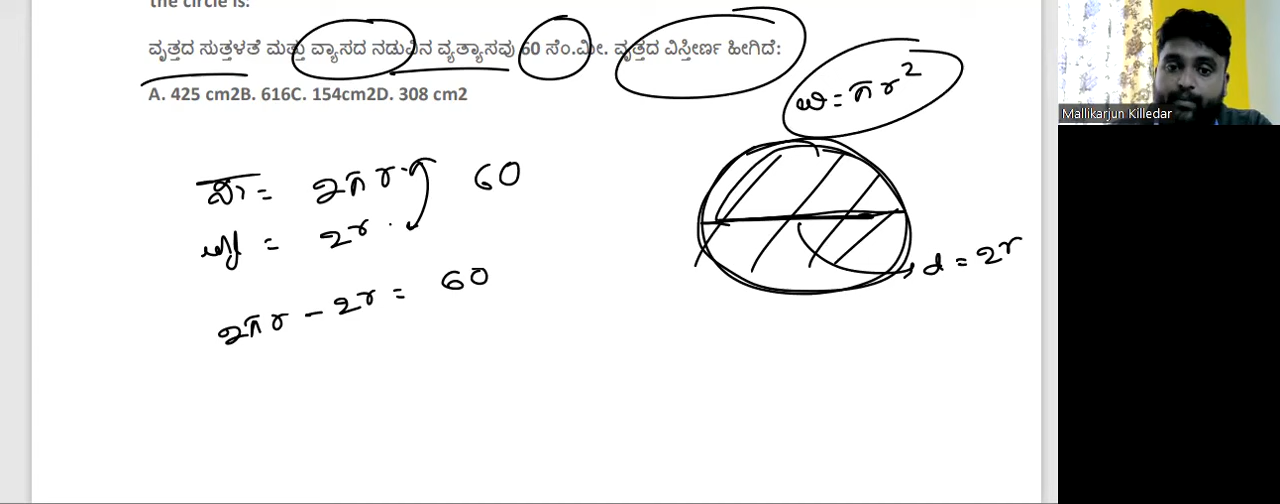 the circle is:
ವೃತ್ತದ ಸುತ್ತಳತೆ ಮತ್ತು ವ್ಯಾಸದ ನಡುವಿನ ವ್ಯತ್ಯಾಸವು 60 ಸೆಂ.ಮೀ. ವೃತ್ತದ ವಿಸ್ತೀರ್ಣ ಹೀಗಿದೆ:
A. 425 cm2B. 616C. 154cm2D. 308 cm2
= πr²
= 2πr 60
= 2r
d = 2r
2πr - 2r = 60
Mallikarjun Killedar